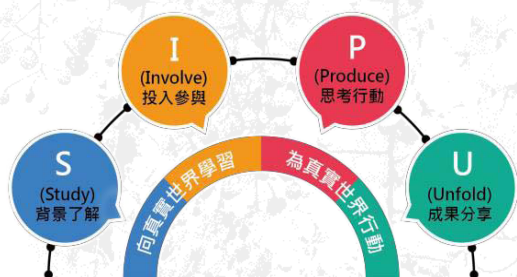 S
(Study)
背景了解
I
(Involve)
投入參與
P
(Produce)
思考行動
U
(Unfold)
成果分享
向真實世界學習
為真實世界行動